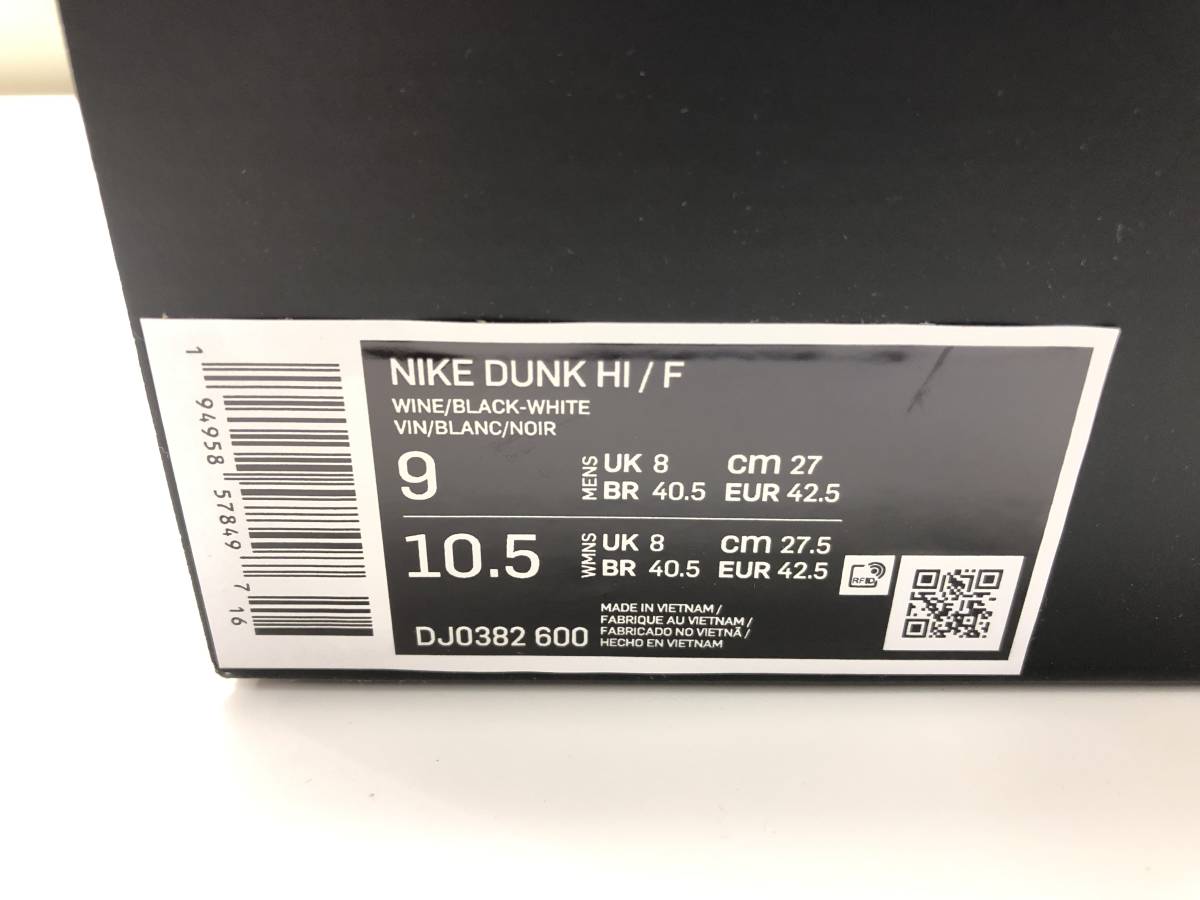 NIKE DUNK HI / F
WINE/BLACK-WHITE
VIN/BLANC/NOIR
9 MENS UK 8 cm 27
BR 40.5 EUR 42.5
10.5 WMNS UK 8 cm 27.5
BR 40.5 EUR 42.5
RFID
DJ0382 600
MADE IN VIETNAM /
FABRIQUE AU VIETNAM /
FABRICADO NO VIETNÃ /
HECHO EN VIETNAM
1 94958 57849 7 16